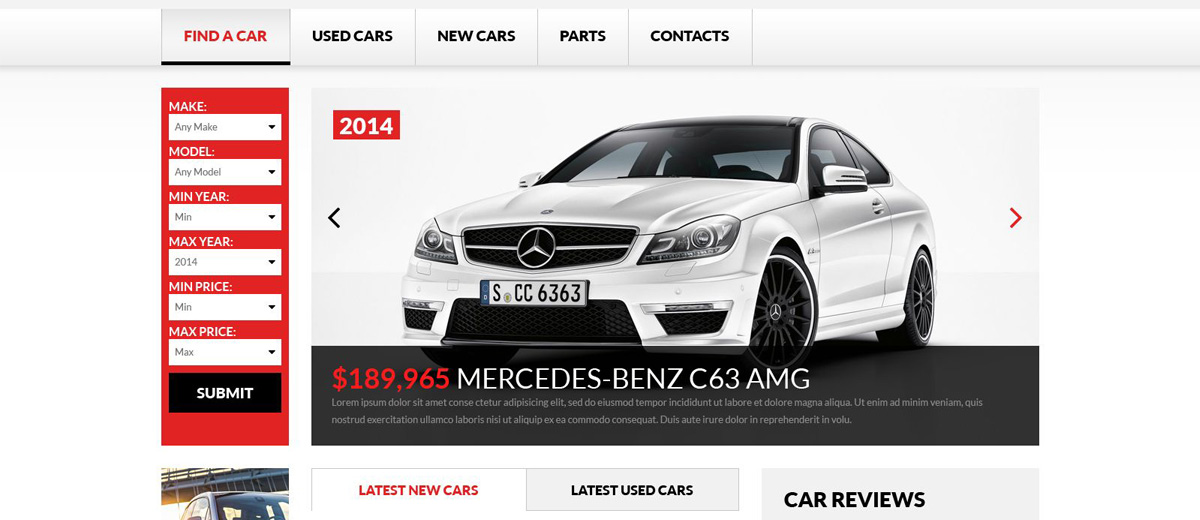 FIND A CAR
USED CARS
NEW CARS
PARTS
CONTACTS
MAKE:
Any Make
MODEL:
Any Model
MIN YEAR:
Min
MAX YEAR:
2014
MIN PRICE:
Min
MAX PRICE:
Max
SUBMIT
2014
S CC 6363
D
$189,965 MERCEDES-BENZ C63 AMG
Lorem ipsum dolor sit amet conse ctetur adipisicing elit, sed do eiusmod tempor incididunt ut labore et dolore magna aliqua. Ut enim ad minim veniam, quis
nostrud exercitation ullamco laboris nisi ut aliquip ex ea commodo consequat. Duis aute irure dolor in reprehenderit in volu.
LATEST NEW CARS
LATEST USED CARS
CAR REVIEWS